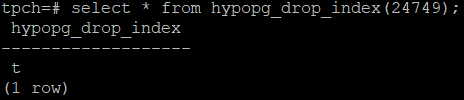 tpch=# select * from hypopg_drop_index(24749);
 hypopg_drop_index
-------------------
 t
(1 row)